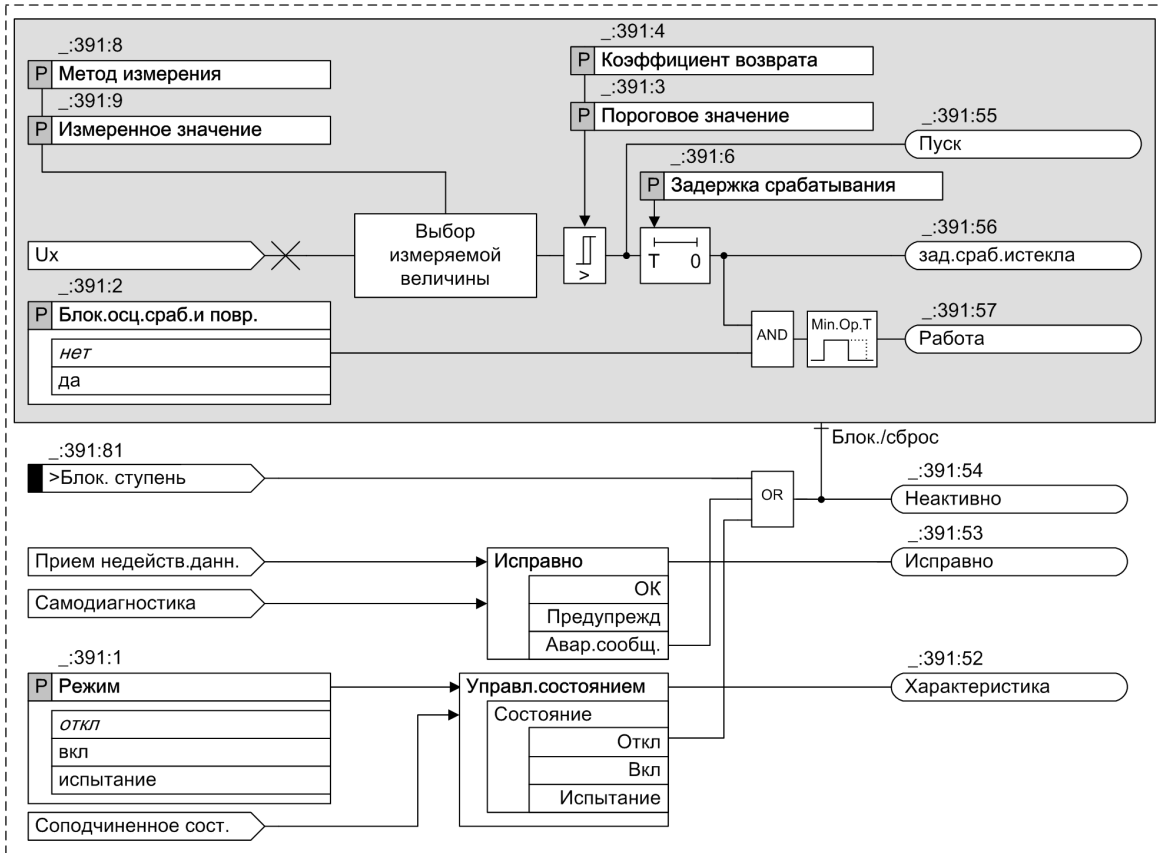 _:391:8
P Метод измерения
_:391:9
P Измеренное значение
_:391:4
P Коэффициент возврата
_:391:3
P Пороговое значение
_:391:55
Пуск
_:391:6
P Задержка срабатывания
Ux
Выбор
измеряемой
величины
>
T 0
_:391:56
зад.сраб.истекла
_:391:2
P Блок.осц.сраб.и повр.
нет
да
AND
Min.Op.T
_:391:57
Работа
Блок./сброс
_:391:81
>Блок. ступень
OR
_:391:54
Неактивно
_:391:53
Исправно
Прием недейств.данн.
Самодиагностика
Исправно
ОК
Предупрежд
Авар.сообщ.
_:391:1
P Режим
откл
вкл
испытание
Соподчиненное сост.
Управл.состоянием
Состояние
Откл
Вкл
Испытание
_:391:52
Характеристика